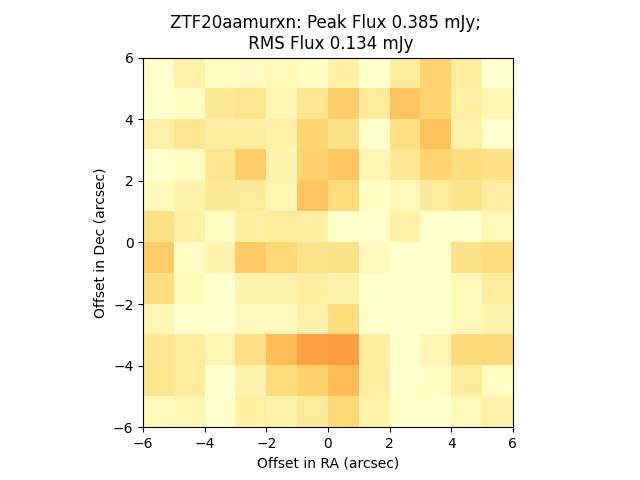 ZTF20aamurxn: Peak Flux 0.385 mJy;
RMS Flux 0.134 mJy
6
4
2
0
−2
−4
−6
Offset in Dec (arcsec)
−6 −4 −2 0 2 4 6
Offset in RA (arcsec)